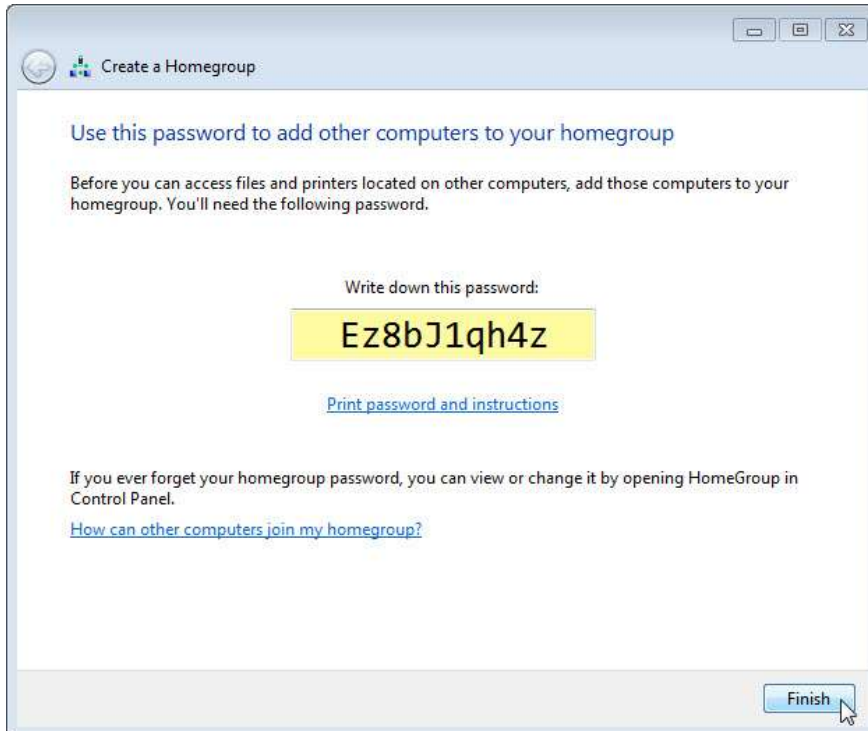 Create a Homegroup
Use this password to add other computers to your homegroup
Before you can access files and printers located on other computers, add those computers to your
homegroup. You'll need the following password.
Write down this password:
Ez8bJ1qh4z
Print password and instructions
If you ever forget your homegroup password, you can view or change it by opening HomeGroup in
Control Panel.
How can other computers join my homegroup?
Finish